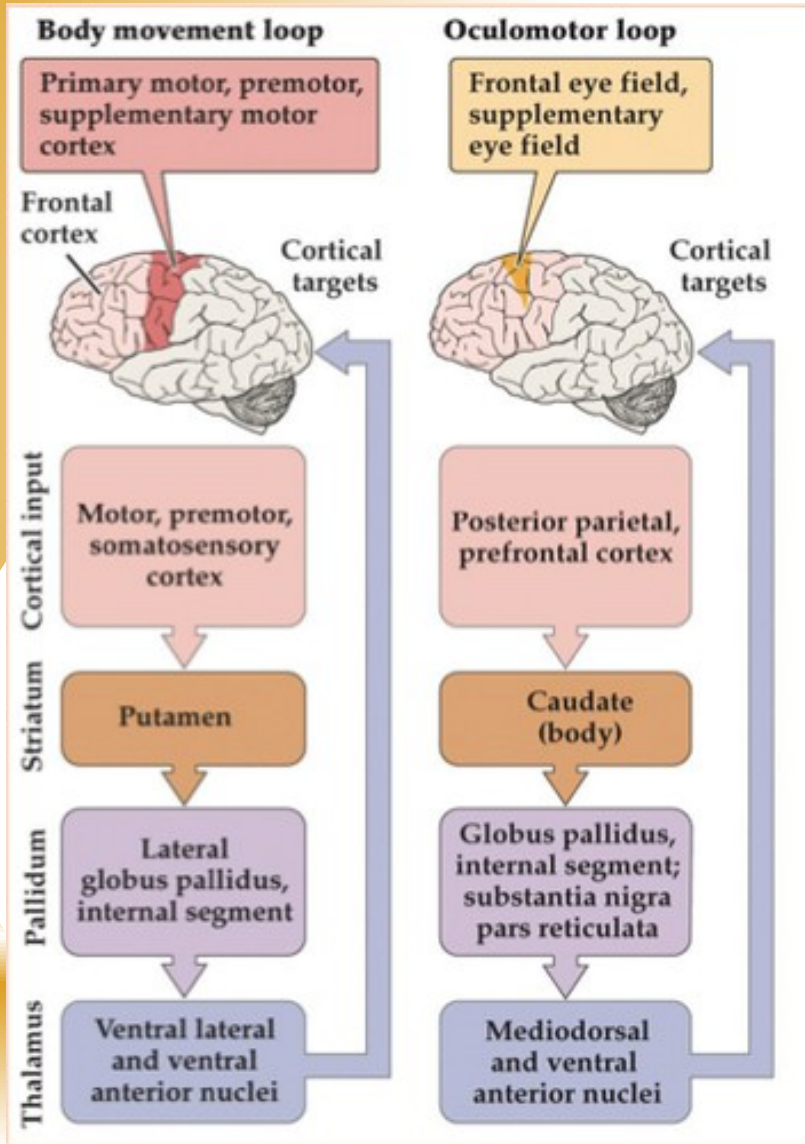 Body movement loop
Primary motor, premotor,
supplementary motor
cortex
Frontal
cortex
Cortical
targets
Cortical input
Motor, premotor,
somatosensory
cortex
Striatum
Putamen
Pallidum
Lateral
globus pallidus,
internal segment
Thalamus
Ventral lateral
and ventral
anterior nuclei
Oculomotor loop
Frontal eye field,
supplementary
eye field
Cortical
targets
Posterior parietal,
prefrontal cortex
Caudate
(body)
Globus pallidus,
internal segment;
substantia nigra
pars reticulata
Mediodorsal
and ventral
anterior nuclei